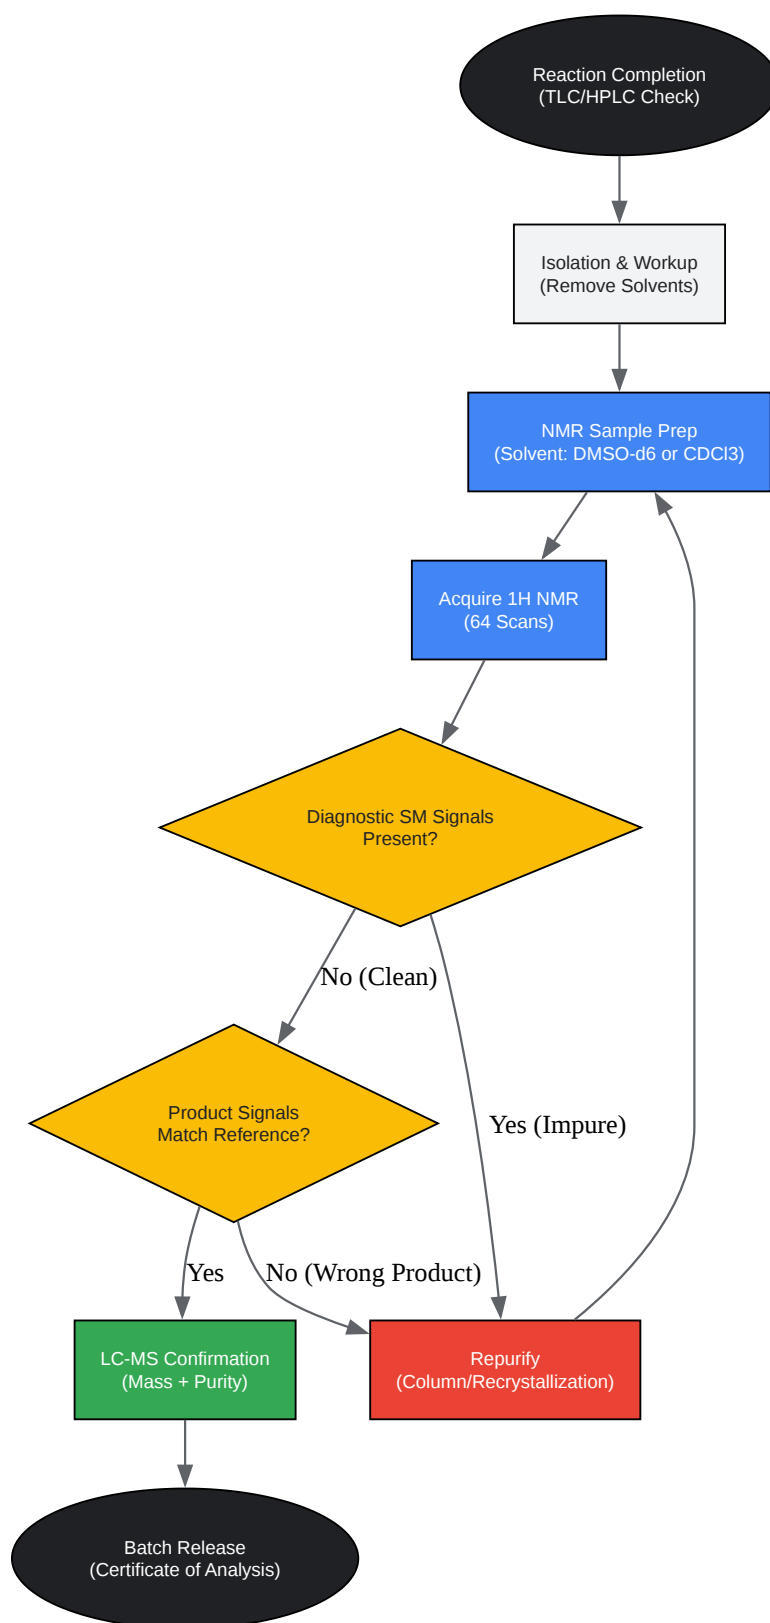 Reaction Completion
(TLC/HPLC Check)
Isolation & Workup
(Remove Solvents)
NMR Sample Prep
(Solvent: DMSO-d6 or CDCl3)
Acquire 1H NMR
(64 Scans)
Diagnostic SM Signals
Present?
No (Clean)
Product Signals
Match Reference?
Yes (Impure)
Yes
No (Wrong Product)
LC-MS Confirmation
(Mass + Purity)
Repurify
(Column/Recrystallization)
Batch Release
(Certificate of Analysis)